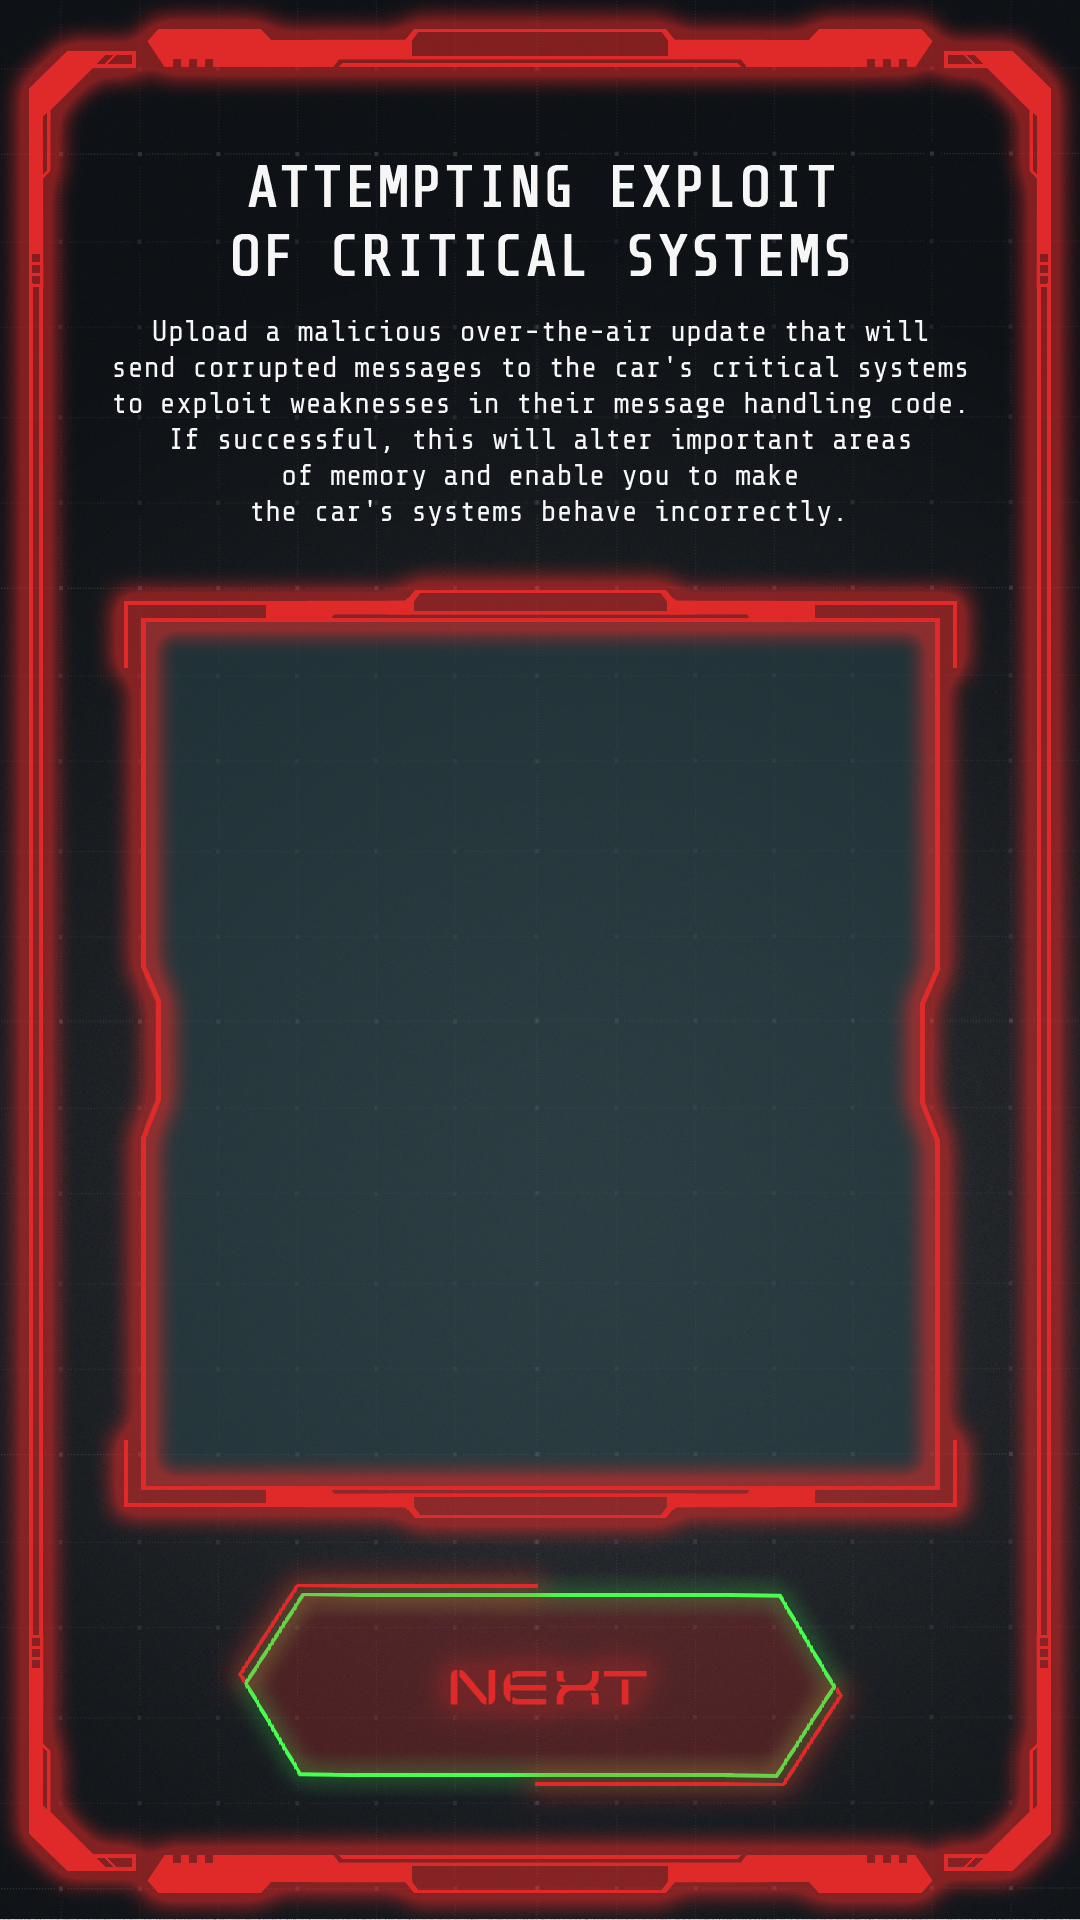 ATTEMPTING EXPLOIT
OF CRITICAL SYSTEMS
Upload a malicious over-the-air update that will
send corrupted messages to the car's critical systems
to exploit weaknesses in their message handling code.
If successful, this will alter important areas
of memory and enable you to make
the car's systems behave incorrectly.
NEXT